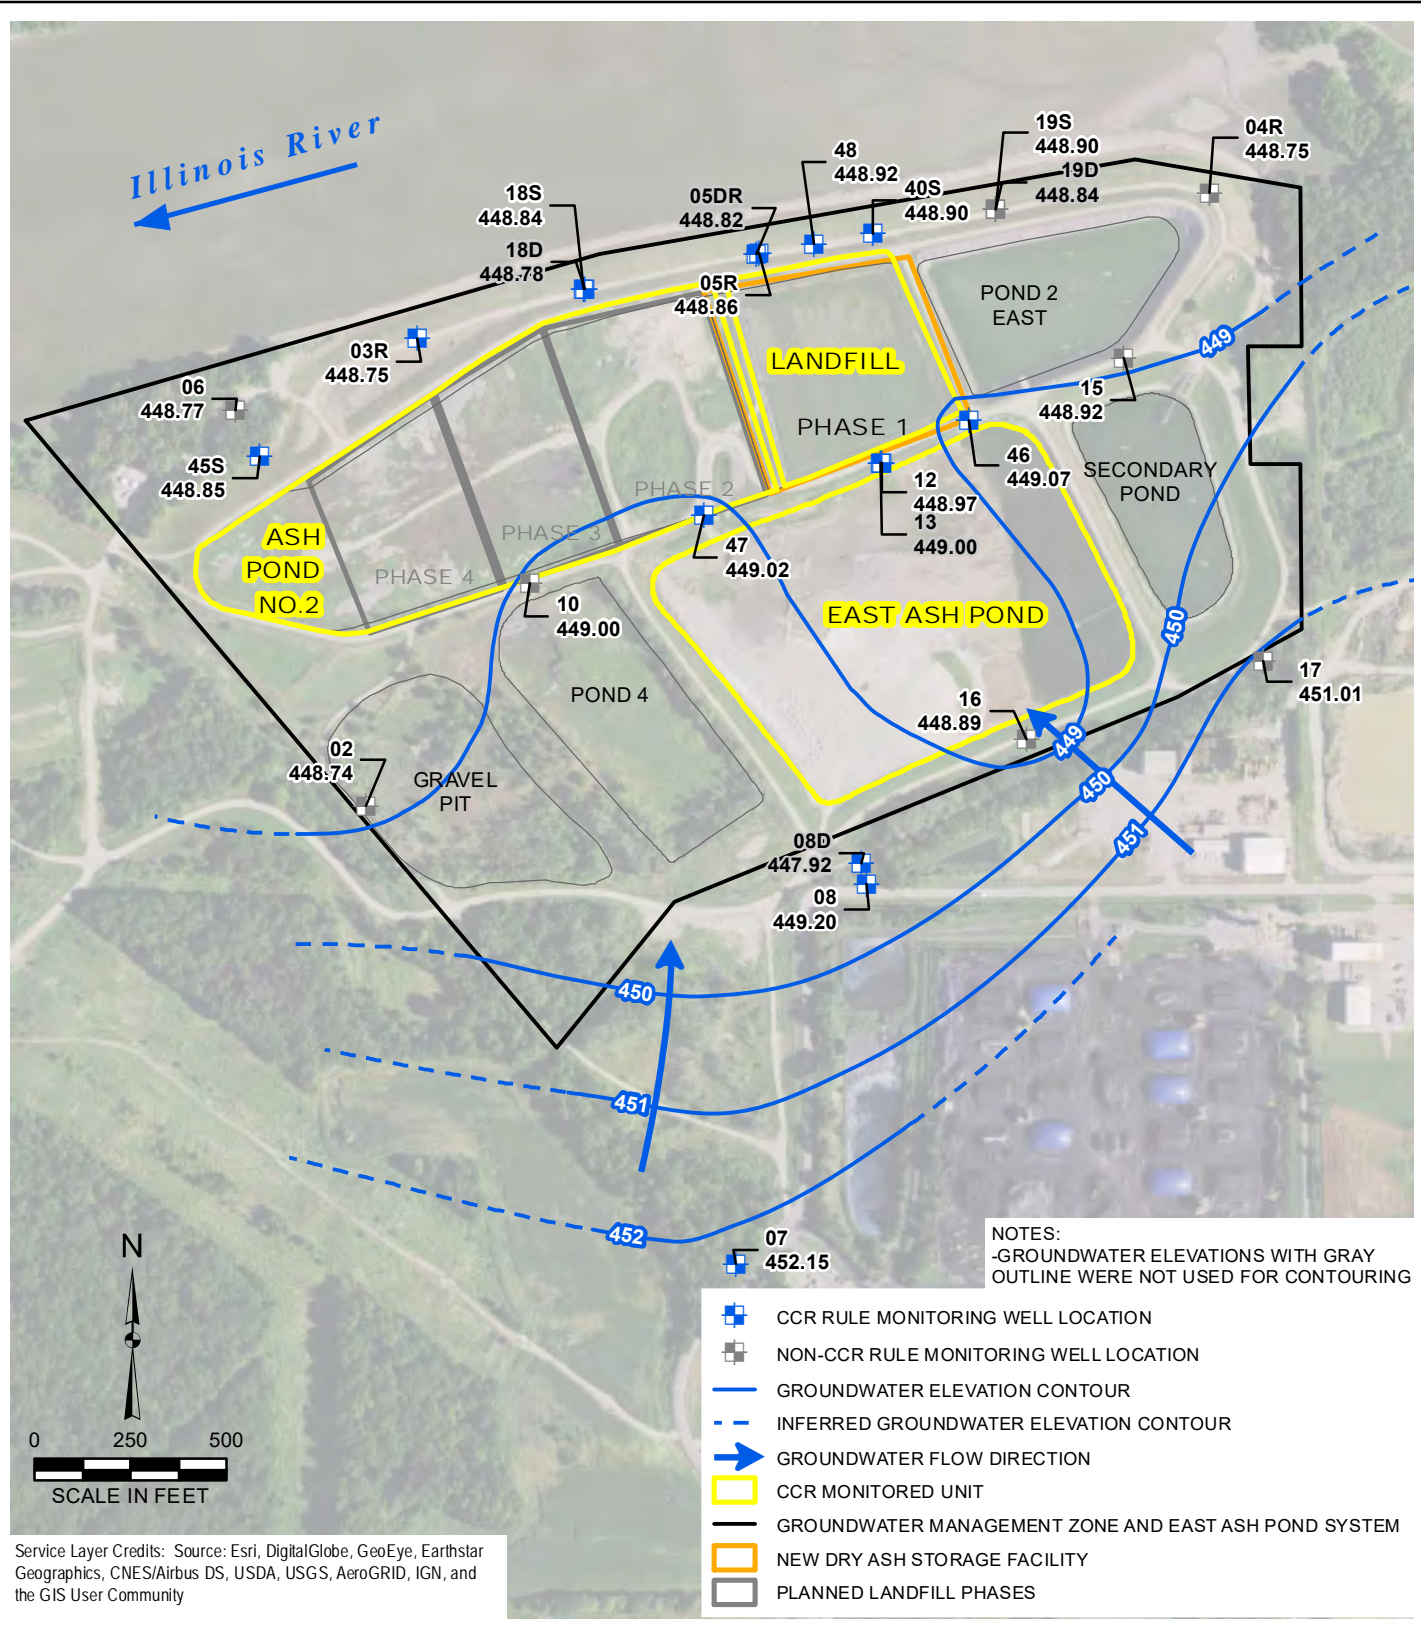 Illinois River
19S
448.90
19D
448.84
04R
448.75
48
448.92
40S
448.90
18S
448.84
18D
448.78
05DR
448.82
05R
448.86
03R
448.75
06
448.77
45S
448.85
POND 2
EAST
449
LANDFILL
PHASE 1
15
448.92
46
449.07
SECONDARY
POND
12
448.97
13
449.00
PHASE 2
PHASE 3
PHASE 4
ASH
POND
NO.2
47
449.02
10
449.00
EAST ASH POND
450
17
451.01
POND 4
16
448.89
449
450
451
02
448.74
GRAVEL
PIT
08D
447.92
08
449.20
450
451
452
07
452.15
N
0 250 500
SCALE IN FEET
NOTES:
-GROUNDWATER ELEVATIONS WITH GRAY
OUTLINE WERE NOT USED FOR CONTOURING
CCR RULE MONITORING WELL LOCATION
NON-CCR RULE MONITORING WELL LOCATION
GROUNDWATER ELEVATION CONTOUR
INFERRED GROUNDWATER ELEVATION CONTOUR
GROUNDWATER FLOW DIRECTION
CCR MONITORED UNIT
GROUNDWATER MANAGEMENT ZONE AND EAST ASH POND SYSTEM
NEW DRY ASH STORAGE FACILITY
PLANNED LANDFILL PHASES
Service Layer Credits: Source: Esri, DigitalGlobe, GeoEye, Earthstar
Geographics, CNES/Airbus DS, USDA, USGS, AeroGRID, IGN, and
the GIS User Community